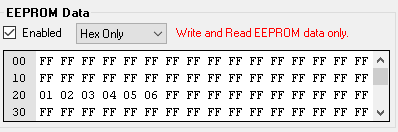 EEPROM Data
Enabled Hex Only Write and Read EEPROM data only.
00 FF FF FF FF FF FF FF FF FF FF FF FF FF FF FF FF
10 FF FF FF FF FF FF FF FF FF FF FF FF FF FF FF FF
20 01 02 03 04 05 06 FF FF FF FF FF FF FF FF FF FF
30 FF FF FF FF FF FF FF FF FF FF FF FF FF FF FF FF